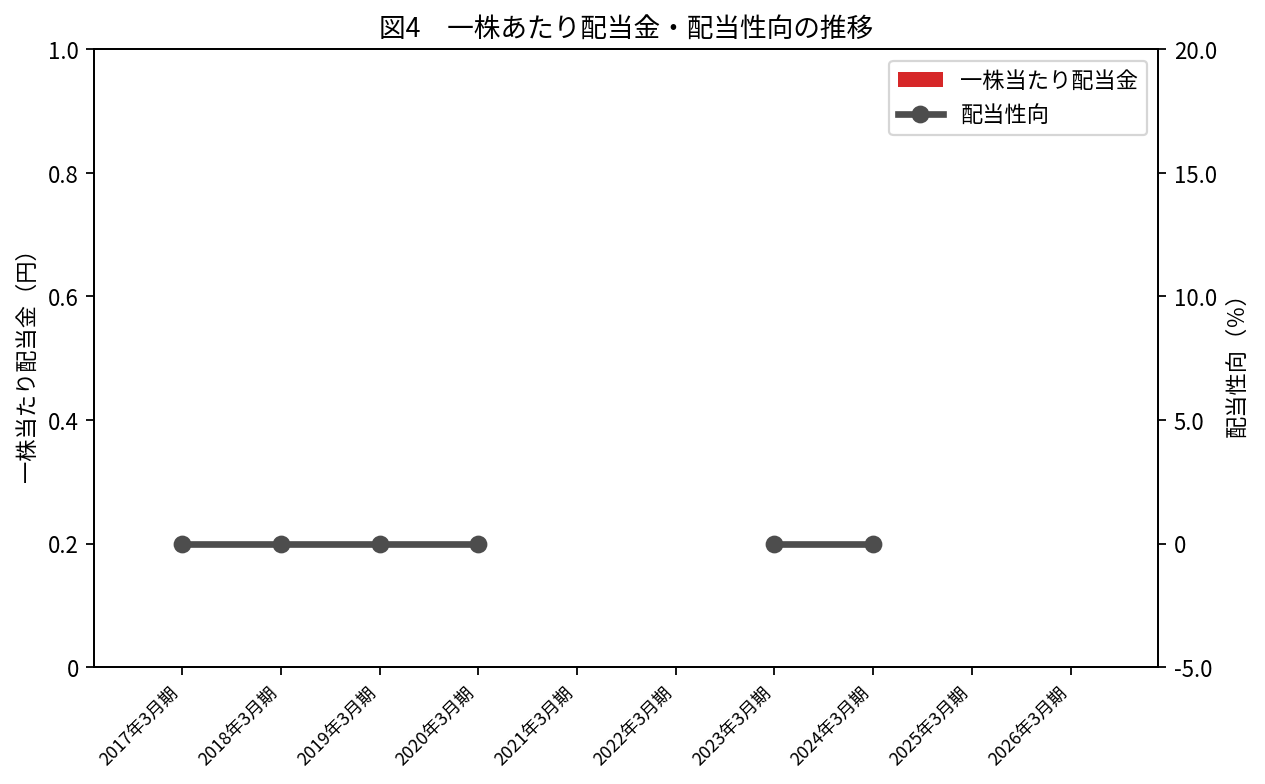 図4　一株あたり配当金・配当性向の推移
一株当たり配当金
配当性向
一株当たり配当金（円）
1.0
0.8
0.6
0.4
0.2
0
配当性向（%）
20.0
15.0
10.0
5.0
0
-5.0
2017年3月期
2018年3月期
2019年3月期
2020年3月期
2021年3月期
2022年3月期
2023年3月期
2024年3月期
2025年3月期
2026年3月期